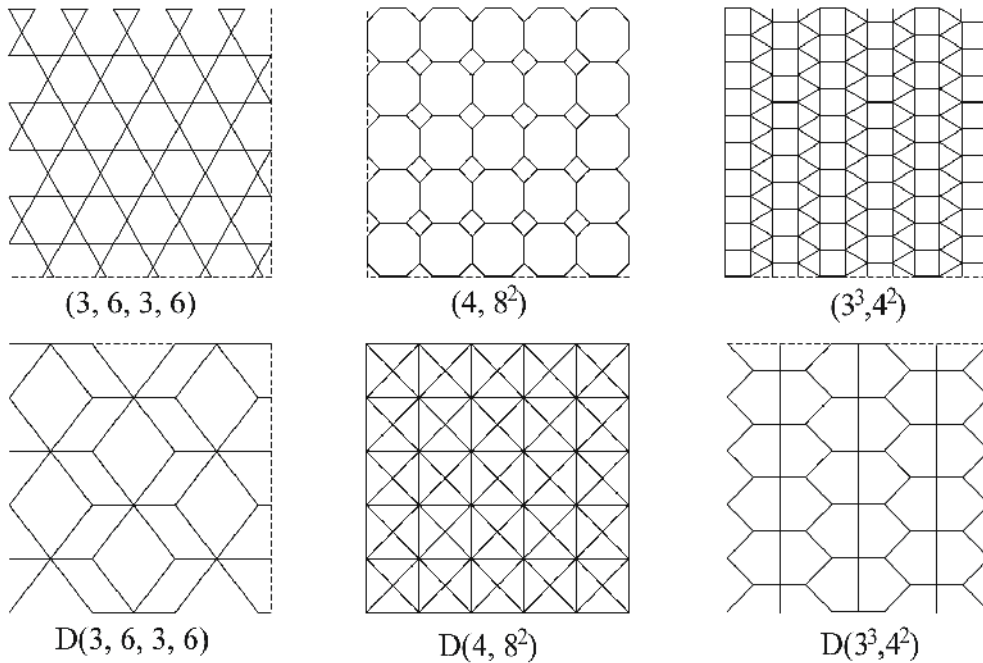 (3, 6, 3, 6)
(4, 8²)
(3³,4²)
D(3, 6, 3, 6)
D(4, 8²)
D(3³,4²)